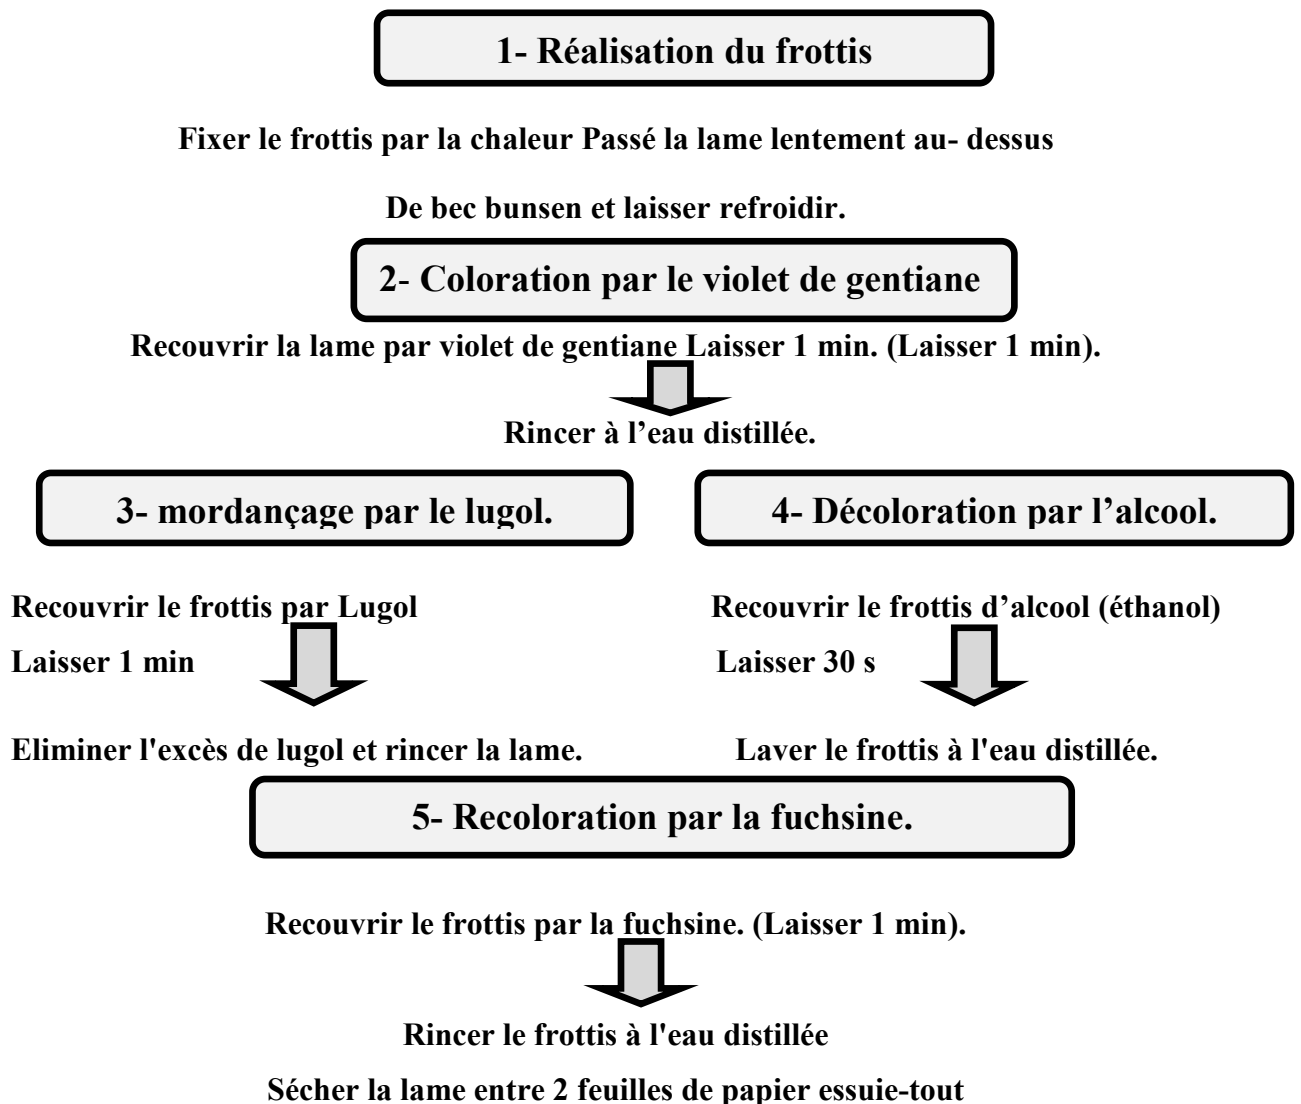 1- Réalisation du frottis
Fixer le frottis par la chaleur Passé la lame lentement au- dessus
De bec bunsen et laisser refroidir.
2- Coloration par le violet de gentiane
Recouvrir la lame par violet de gentiane Laisser 1 min. (Laisser 1 min).
Rincer à l’eau distillée.
3- mordançage par le lugol.
Recouvrir le frottis par Lugol
Laisser 1 min
Eliminer l'excès de lugol et rincer la lame.
4- Décoloration par l’alcool.
Recouvrir le frottis d’alcool (éthanol)
Laisser 30 s
Laver le frottis à l'eau distillée.
5- Recoloration par la fuchsine.
Recouvrir le frottis par la fuchsine. (Laisser 1 min).
Rincer le frottis à l'eau distillée
Sécher la lame entre 2 feuilles de papier essuie-tout